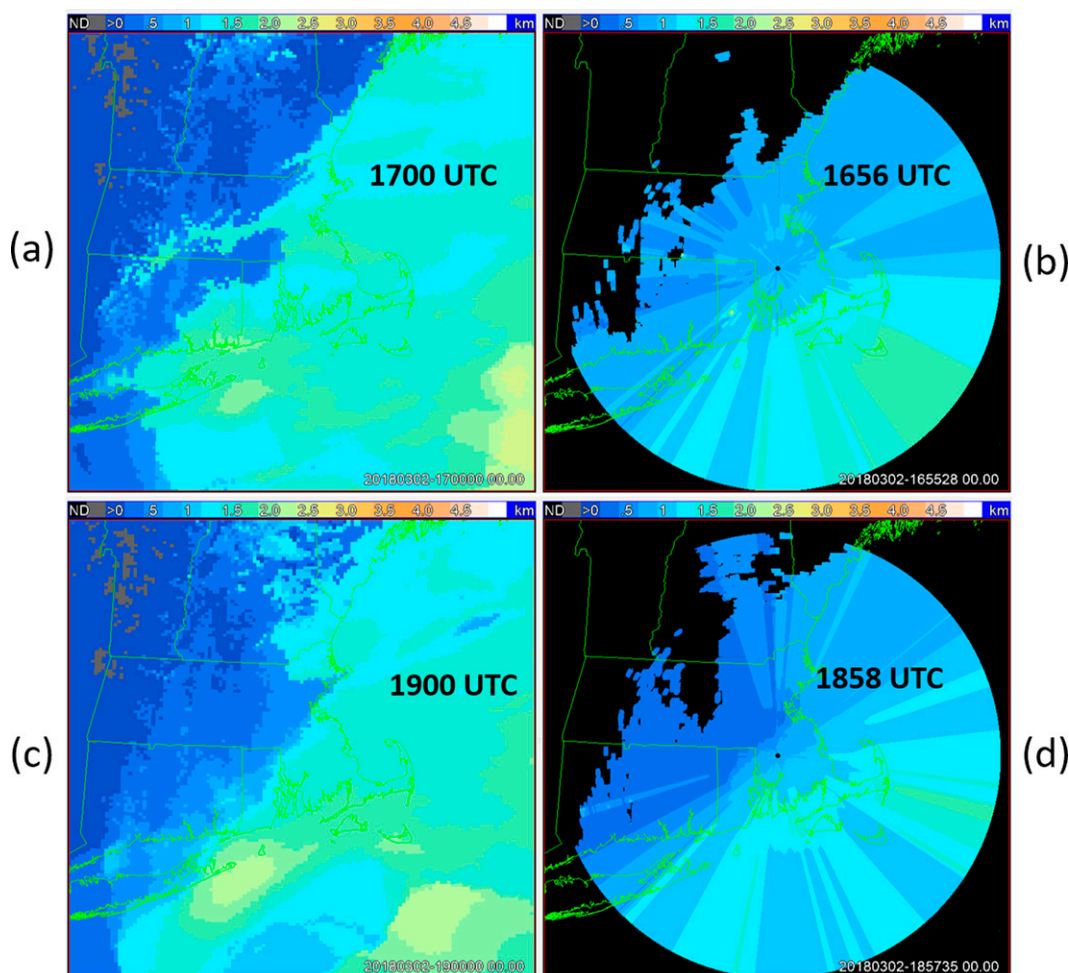 ND >0 .5 1 1.5 2.0 2.5 3.0 3.5 4.0 4.5 km
ND >0 .5 1 1.5 2.0 2.5 3.0 3.5 4.0 4.5 km
1700 UTC
1656 UTC
(a)
(b)
20180302-170000 00.00
20180302-165528 00.00
ND >0 .5 1 1.5 2.0 2.5 3.0 3.5 4.0 4.5 km
ND >0 .5 1 1.5 2.0 2.5 3.0 3.5 4.0 4.5 km
1900 UTC
1858 UTC
(c)
(d)
20180302-190000 00.00
20180302-185735 00.00